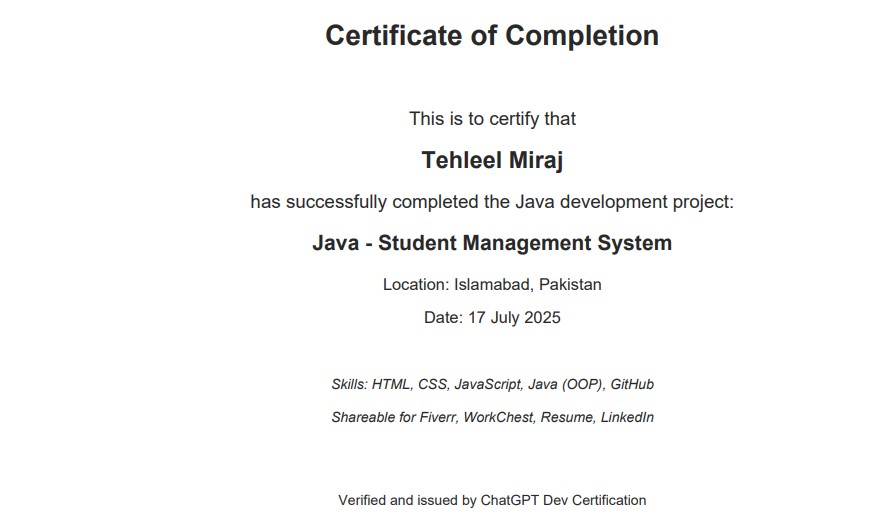 Certificate of Completion
This is to certify that
Tehleel Miraj
has successfully completed the Java development project:
Java - Student Management System
Location: Islamabad, Pakistan
Date: 17 July 2025
Skills: HTML, CSS, JavaScript, Java (OOP), GitHub
Shareable for Fiverr, WorkChest, Resume, LinkedIn
Verified and issued by ChatGPT Dev Certification